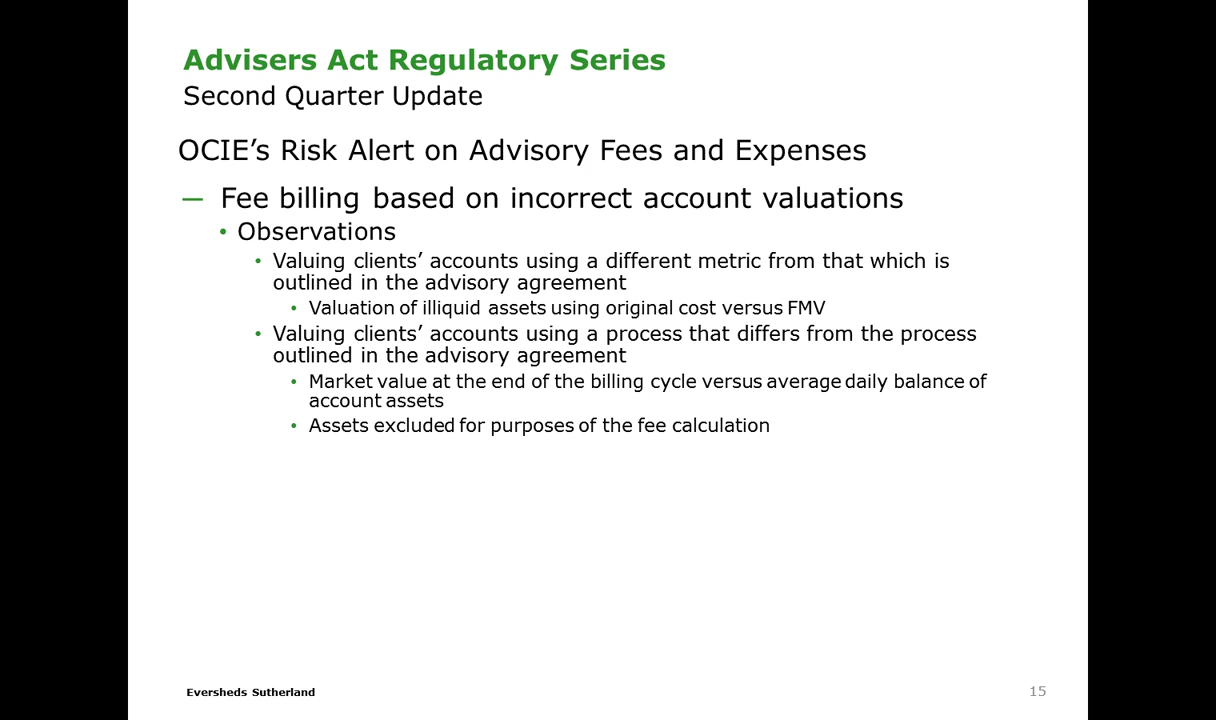 Advisers Act Regulatory Series
Second Quarter Update
OCIE’s Risk Alert on Advisory Fees and Expenses
— Fee billing based on incorrect account valuations
• Observations
• Valuing clients’ accounts using a different metric from that which is
outlined in the advisory agreement
• Valuation of illiquid assets using original cost versus FMV
• Valuing clients’ accounts using a process that differs from the process
outlined in the advisory agreement
• Market value at the end of the billing cycle versus average daily balance of
account assets
• Assets excluded for purposes of the fee calculation
Eversheds Sutherland
15